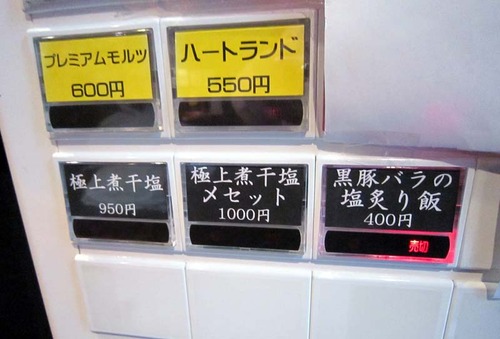 プレミアムモルツ
600円
ハートランド
550円
極上煮干塩
950円
極上煮干塩
〆セット
1000円
黒豚バラの
塩炙り飯
400円
売切